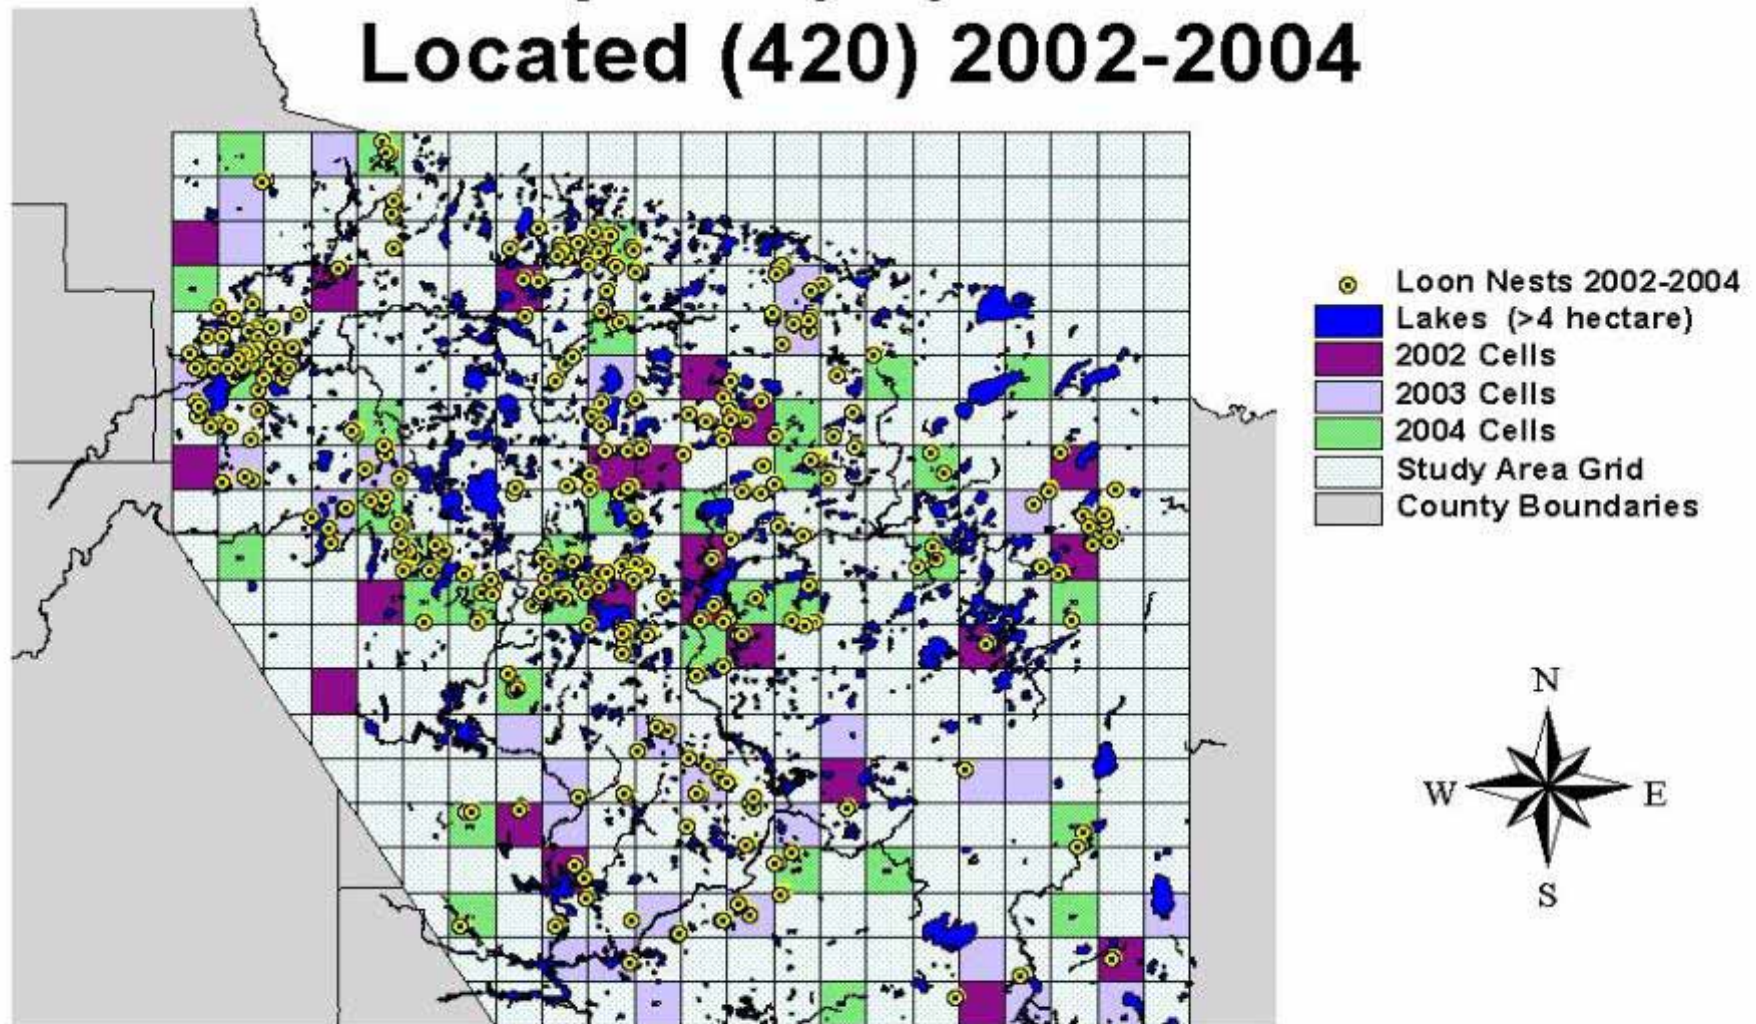 Located (420) 2002-2004
Loon Nests 2002-2004
Lakes (>4 hectare)
2002 Cells
2003 Cells
2004 Cells
Study Area Grid
County Boundaries
N
W E
S